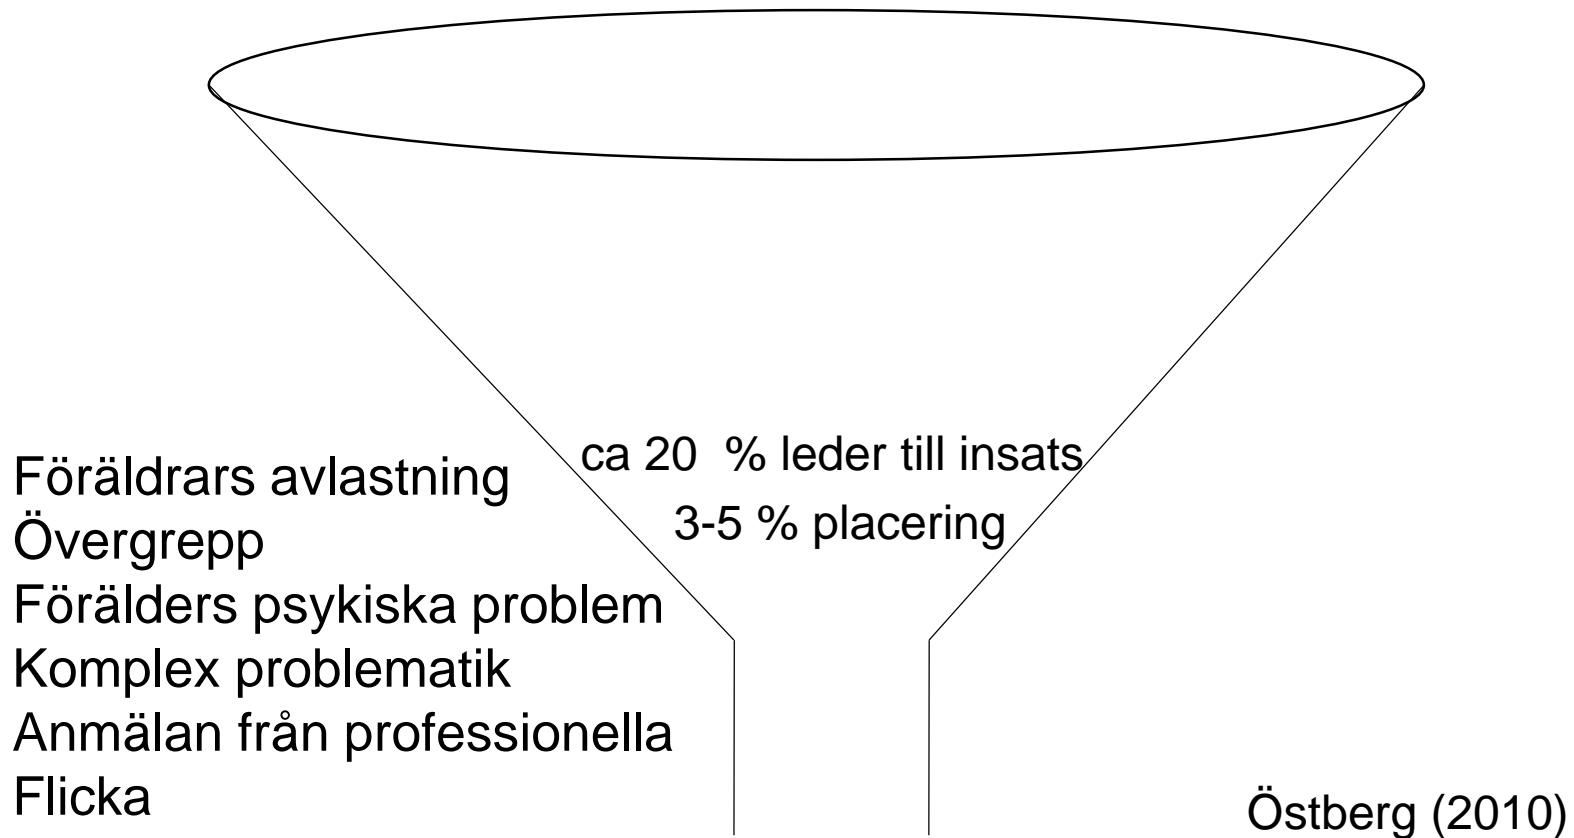 ca 20 % leder till insats
3-5 % placering
Föräldrars avlastning
Övergrepp
Förälders psykiska problem
Komplex problematik
Anmälan från professionella
Flicka
Östberg (2010)